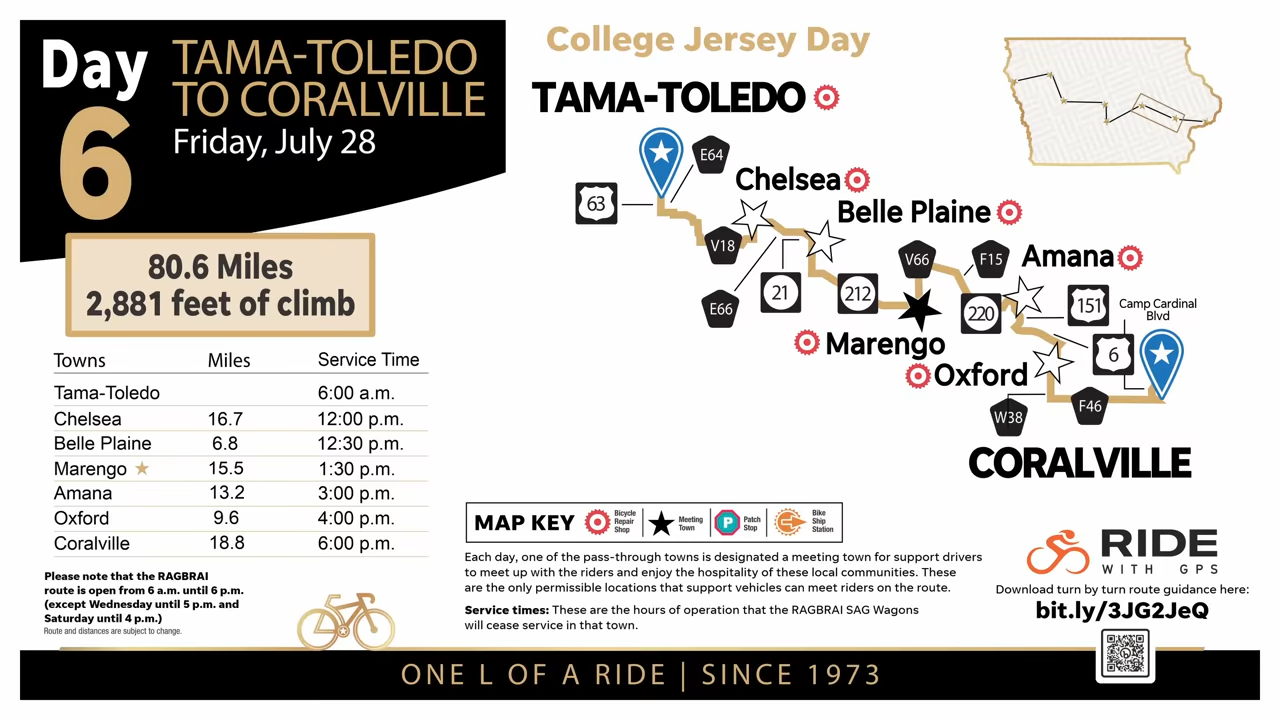 Day
6
TAMA-TOLEDO
TO CORALVILLE
Friday, July 28
80.6 Miles
2,881 feet of climb
Towns Miles Service Time
Tama-Toledo 6:00 a.m.
Chelsea 16.7 12:00 p.m.
Belle Plaine 6.8 12:30 p.m.
Marengo 15.5 1:30 p.m.
Amana 13.2 3:00 p.m.
Oxford 9.6 4:00 p.m.
Coralville 18.8 6:00 p.m.
Please note that the RAGBRAI
route is open from 6 a.m. until 6 p.m.
(except Wednesday until 5 p.m. and
Saturday until 4 p.m.)
Route and distances are subject to change.
College Jersey Day
TAMA-TOLEDO
E64
63
Chelsea
Belle Plaine
V18
E66
21
212
V66
F15
Amana
220
151
Camp Cardinal
Blvd
Marengo
6
Oxford
W38
F46
CORALVILLE
MAP KEY
Bicycle
Repair
Shop
Meeting
Town
P
Patch
Stop
Bike
Ship
Station
Each day, one of the pass-through towns is designated a meeting town for support drivers
to meet up with the riders and enjoy the hospitality of these local communities. These
are the only permissible locations that support vehicles can meet riders on the route.
Service times: These are the hours of operation that the RAGBRAI SAG Wagons
will cease service in that town.
RIDE
WITH GPS
Download turn by turn route guidance here:
bit.ly/3JG2JeQ
ONE L OF A RIDE | SINCE 1973